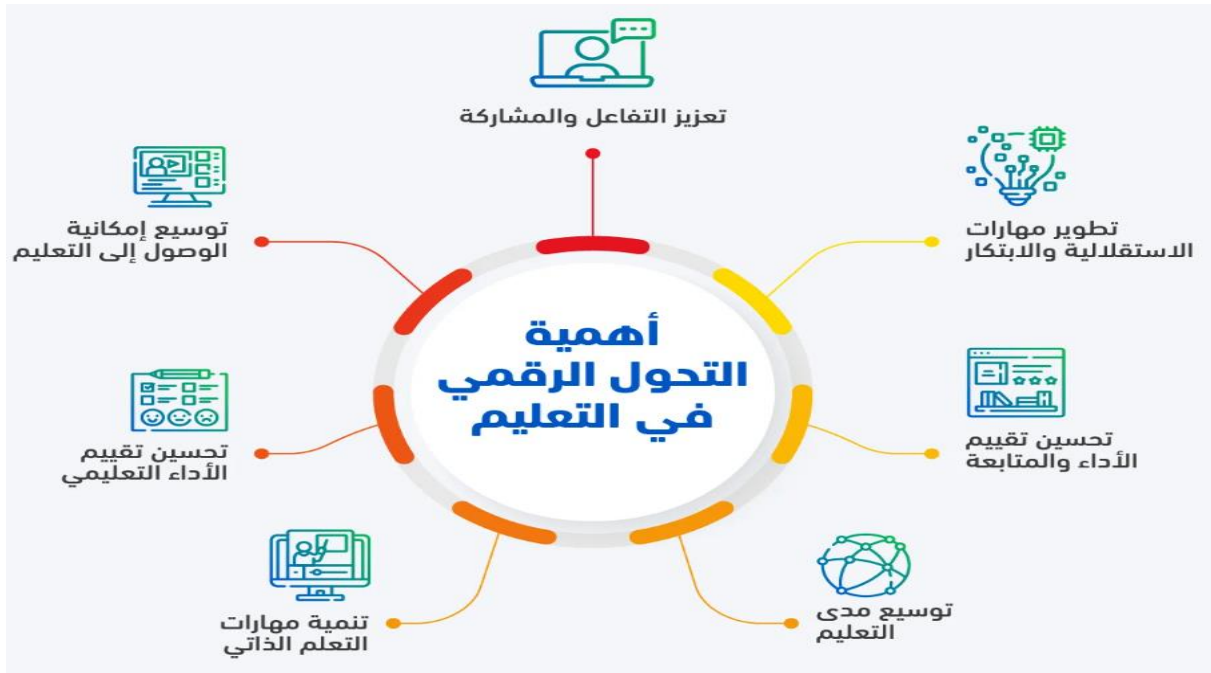 تعزيز التفاعل والمشاركة
تطوير مهارات
الاستقلالية والابتكار
توسيع إمكانية
الوصول إلى التعليم
أهمية
التحول الرقمي
في التعليم
تحسين تقييم
الأداء والمتابعة
تحسين تقييم
الأداء التعليمي
توسيع مدى
التعليم
تنمية مهارات
التعلم الذاتي